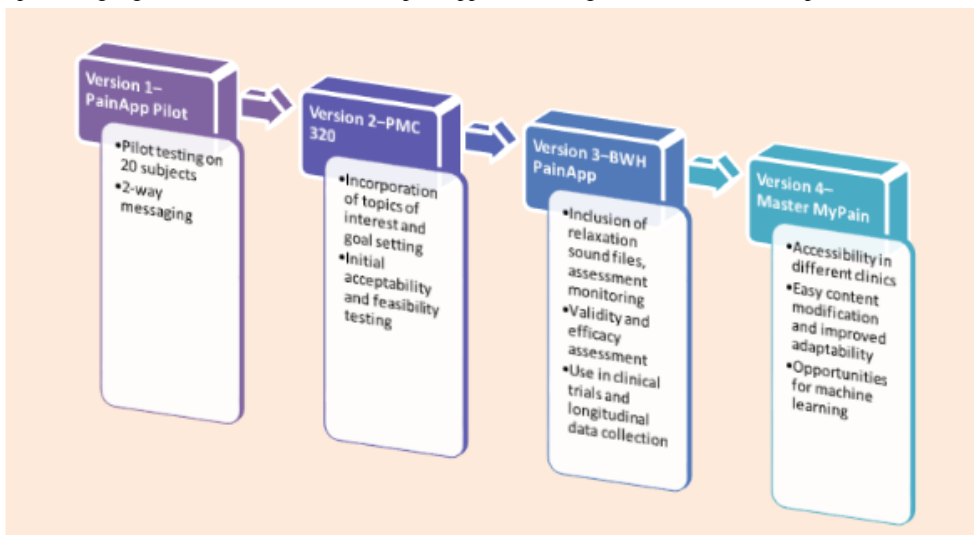 Version 1–
PainApp Pilot
•Pilot testing on
20 subjects
•2-way
messaging
Version 2–PMC
320
•Incorporation
of topics of
interest and
goal setting
•Initial
acceptability
and feasibility
testing
Version 3–BWH
PainApp
•Inclusion of
relaxation
sound files,
assessment
monitoring
•Validity and
efficacy
assessment
•Use in clinical
trials and
longitudinal
data collection
Version 4–
Master MyPain
•Accessibility in
different clinics
•Easy content
modification
and improved
adaptability
•Opportunities
for machine
learning